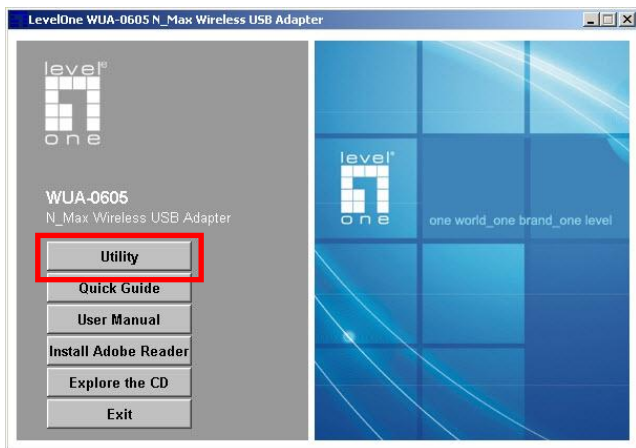 LevelOne WUA-0605 N_Max Wireless USB Adapter
level®
one
WUA-0605
N_Max Wireless USB Adapter
Utility
Quick Guide
User Manual
Install Adobe Reader
Explore the CD
Exit
level®
one
one world_one brand_one level